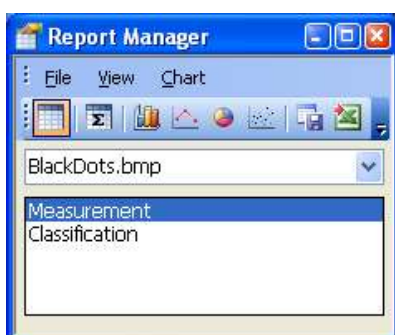 Report Manager
File View Chart
Σ
BlackDots.bmp
Measurement
Classification